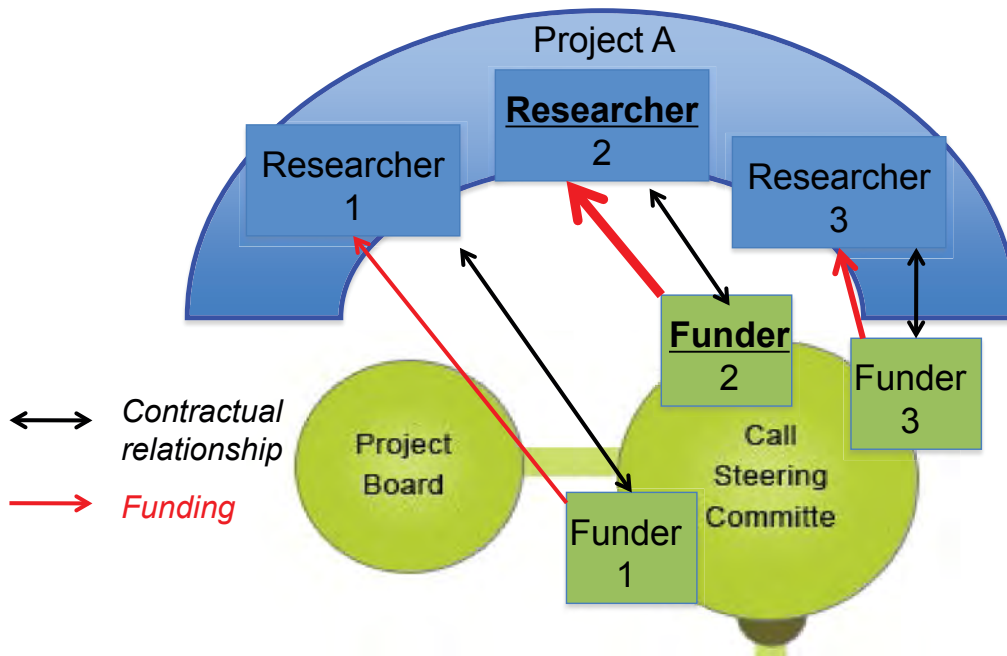 Project A
Researcher
2
Researcher
1
Researcher
3
Funder
2
Funder
3
Contractual
relationship
Funding
Project
Board
Call
Steering
Committe
Funder
1